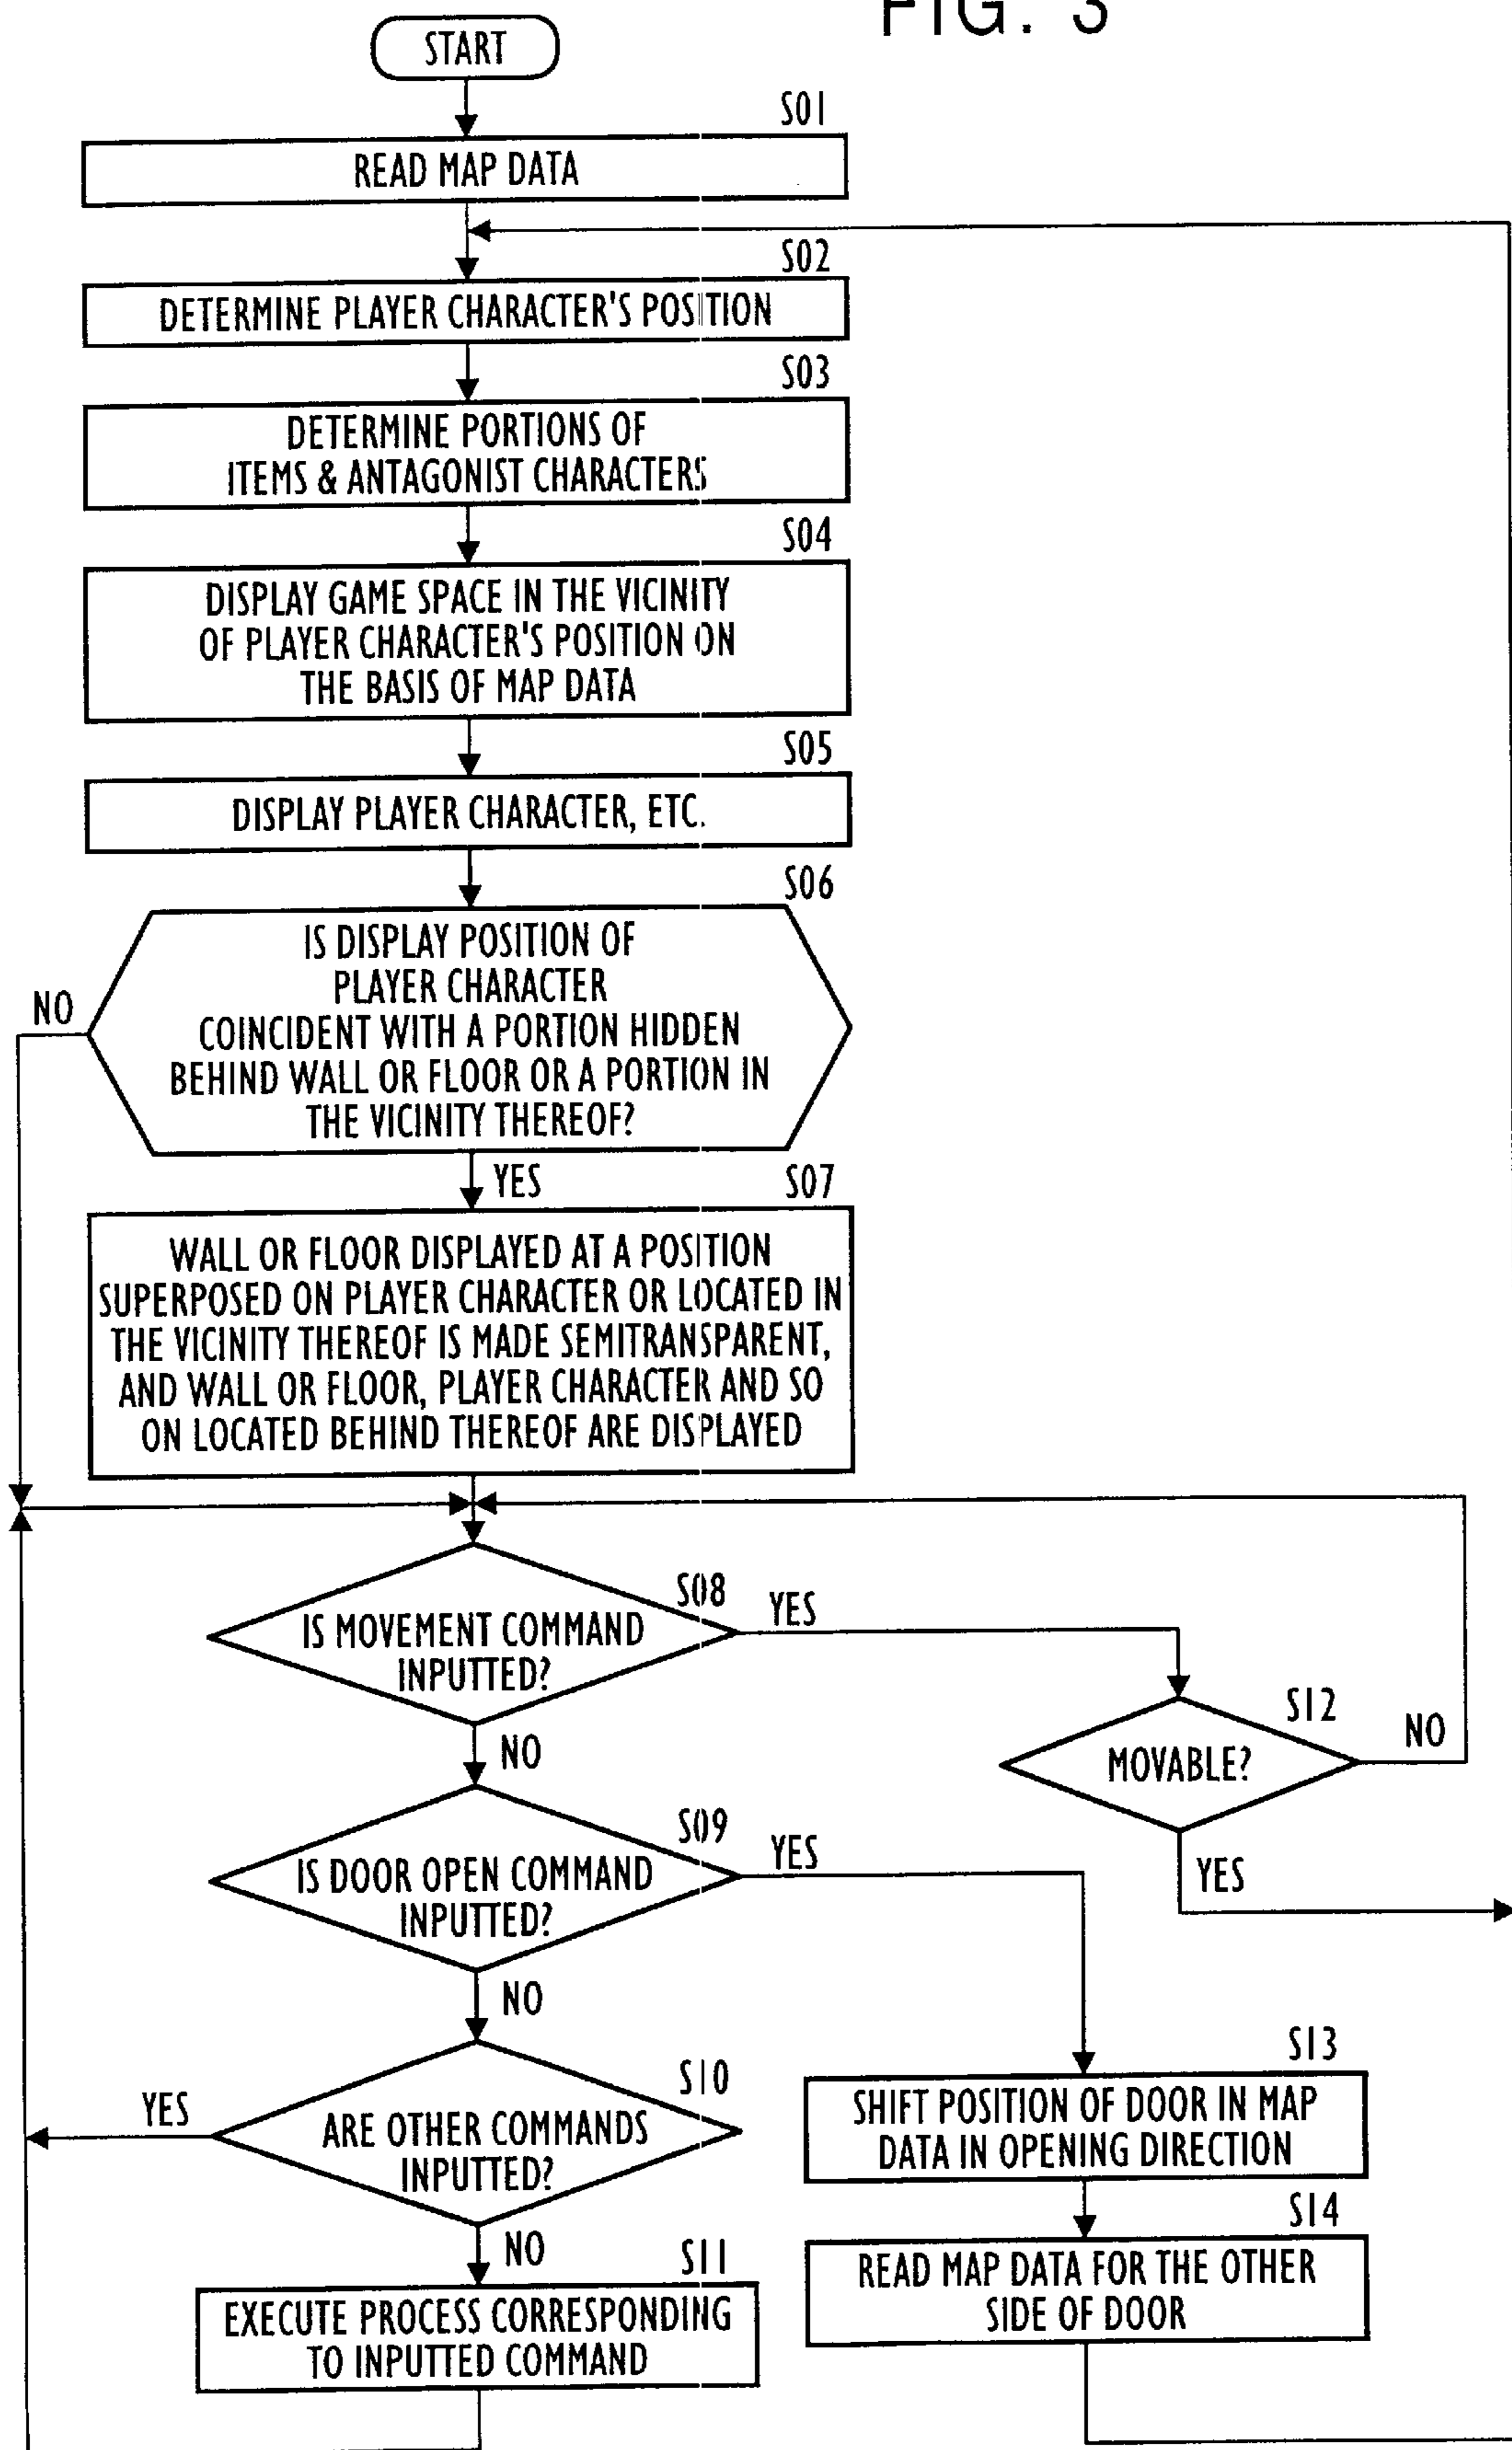 FIG. 3
START
S01
READ MAP DATA
S02
DETERMINE PLAYER CHARACTER'S POSITION
S03
DETERMINE PORTIONS OF
ITEMS & ANTAGONIST CHARACTERS
S04
DISPLAY GAME SPACE IN THE VICINITY
OF PLAYER CHARACTER'S POSITION ON
THE BASIS OF MAP DATA
S05
DISPLAY PLAYER CHARACTER, ETC.
S06
IS DISPLAY POSITION OF
PLAYER CHARACTER
COINCIDENT WITH A PORTION HIDDEN
BEHIND WALL OR FLOOR OR A PORTION IN
THE VICINITY THEREOF?
NO
YES
S07
WALL OR FLOOR DISPLAYED AT A POSITION
SUPERPOSED ON PLAYER CHARACTER OR LOCATED IN
THE VICINITY THEREOF IS MADE SEMITRANSPARENT,
AND WALL OR FLOOR, PLAYER CHARACTER AND SO
ON LOCATED BEHIND THEREOF ARE DISPLAYED
S08
IS MOVEMENT COMMAND
INPUTTED?
YES
NO
S12
MOVABLE?
NO
YES
S09
IS DOOR OPEN COMMAND
INPUTTED?
YES
NO
S10
ARE OTHER COMMANDS
INPUTTED?
YES
NO
S11
EXECUTE PROCESS CORRESPONDING
TO INPUTTED COMMAND
S13
SHIFT POSITION OF DOOR IN MAP
DATA IN OPENING DIRECTION
S14
READ MAP DATA FOR THE OTHER
SIDE OF DOOR